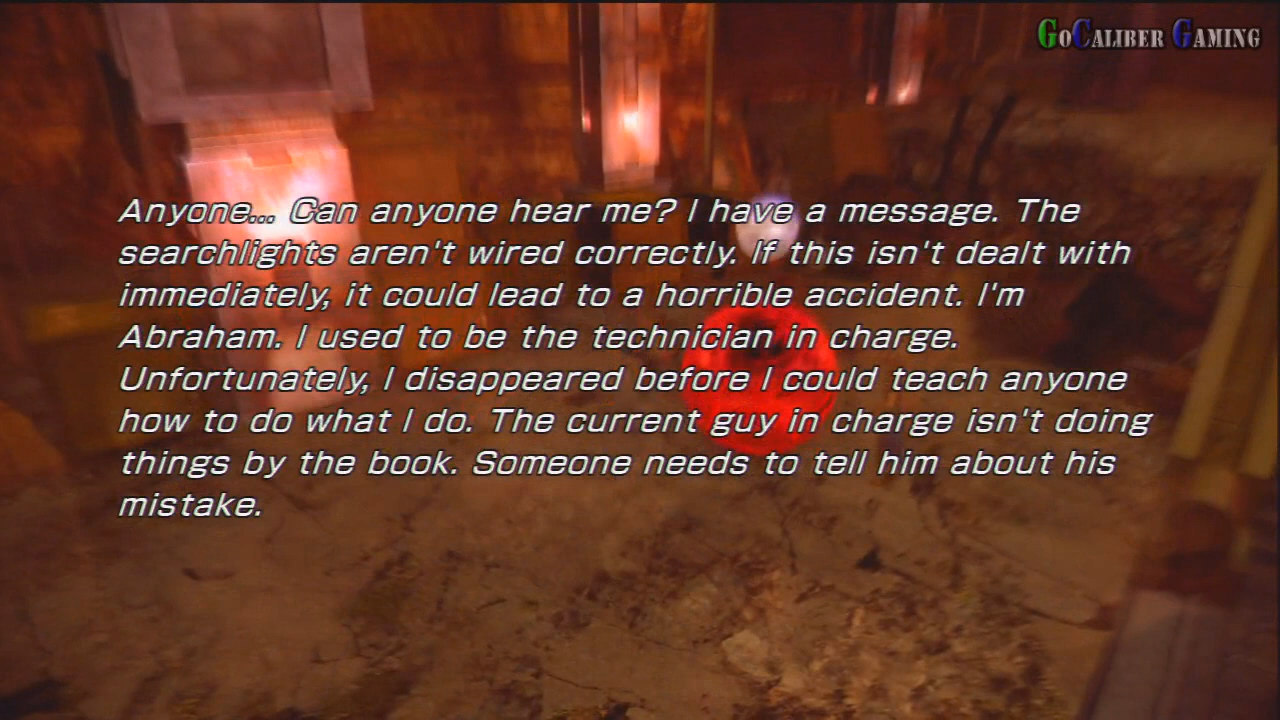 GoCaliber Gaming
Anyone... Can anyone hear me? I have a message. The
searchlights aren't wired correctly. If this isn't dealt with
immediately, it could lead to a horrible accident. I'm
Abraham. I used to be the technician in charge.
Unfortunately, I disappeared before I could teach anyone
how to do what I do. The current guy in charge isn't doing
things by the book. Someone needs to tell him about his
mistake.